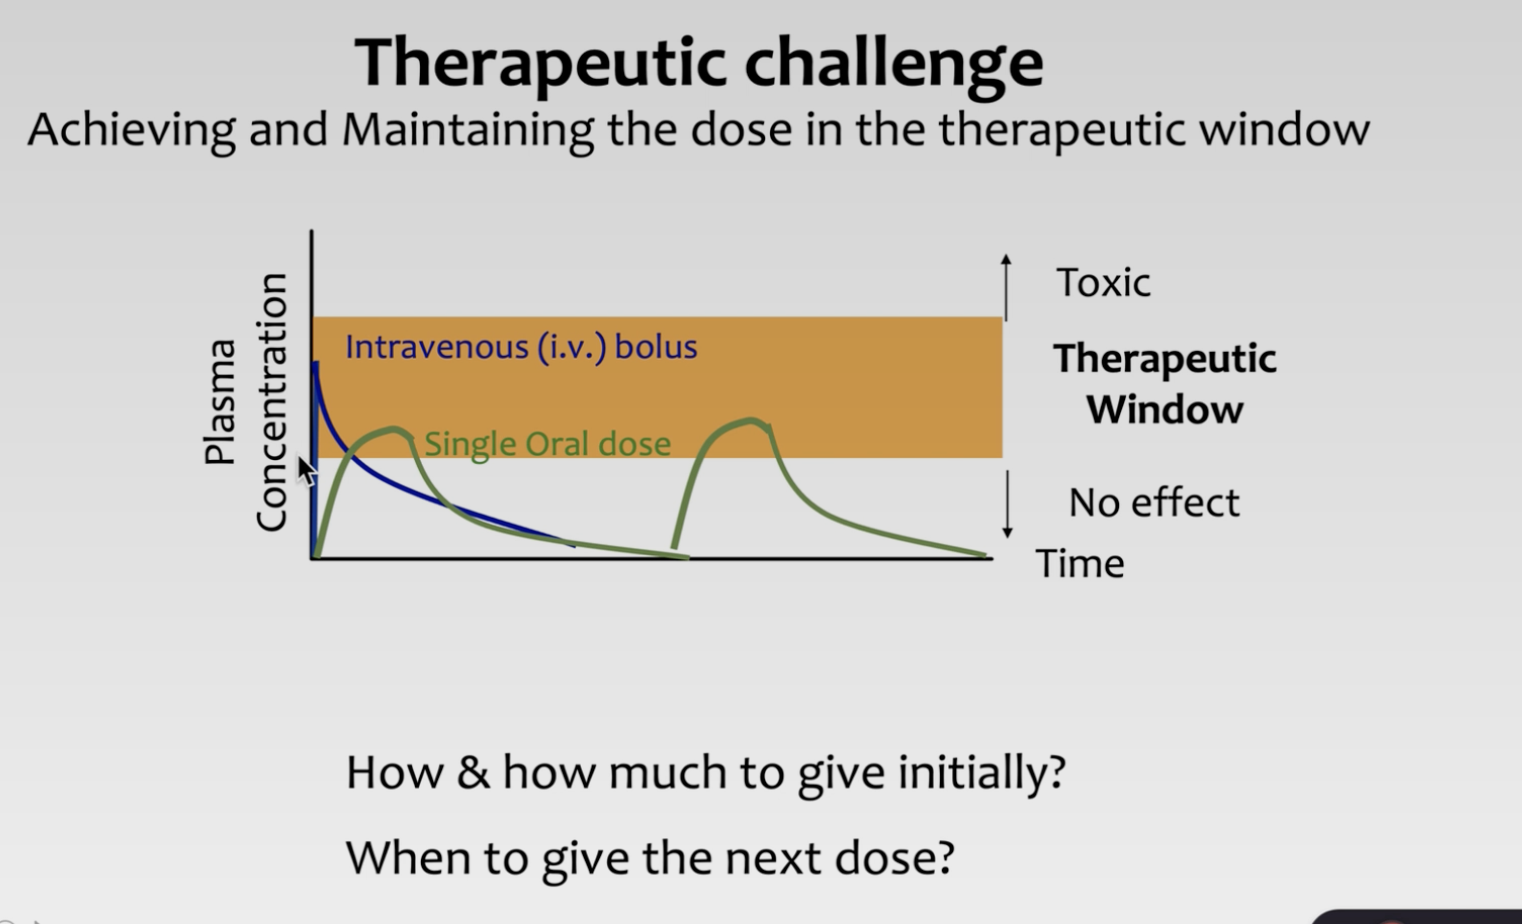 Therapeutic challenge
Achieving and Maintaining the dose in the therapeutic window
Plasma
Concentration
Intravenous (i.v.) bolus
Single Oral dose
Toxic
Therapeutic
Window
No effect
Time
How & how much to give initially?
When to give the next dose?